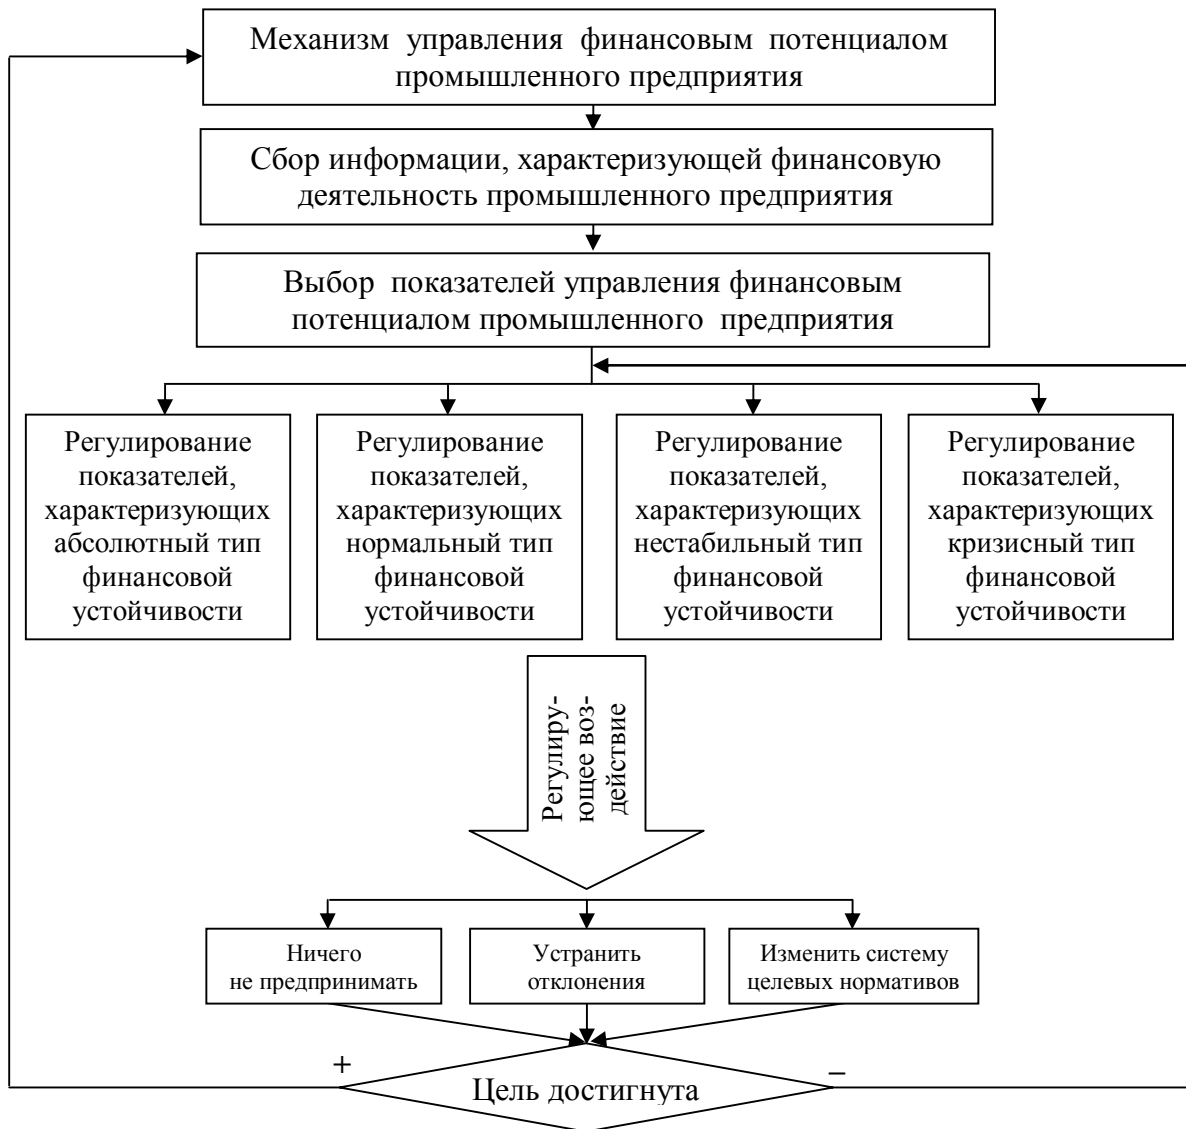 Механизм управления финансовым потенциалом
промышленного предприятия
Сбор информации, характеризующей финансовую
деятельность промышленного предприятия
Выбор показателей управления финансовым
потенциалом промышленного предприятия
Регулирование
показателей,
характеризующих
абсолютный тип
финансовой
устойчивости
Регулирование
показателей,
характеризующих
нормальный тип
финансовой
устойчивости
Регулирование
показателей,
характеризующих
нестабильный тип
финансовой
устойчивости
Регулирование
показателей,
характеризующих
кризисный тип
финансовой
устойчивости
Регулиру-
ющее воз-
действие
Ничего
не предпринимать
Устранить
отклонения
Изменить систему
целевых нормативов
+
–
Цель достигнута